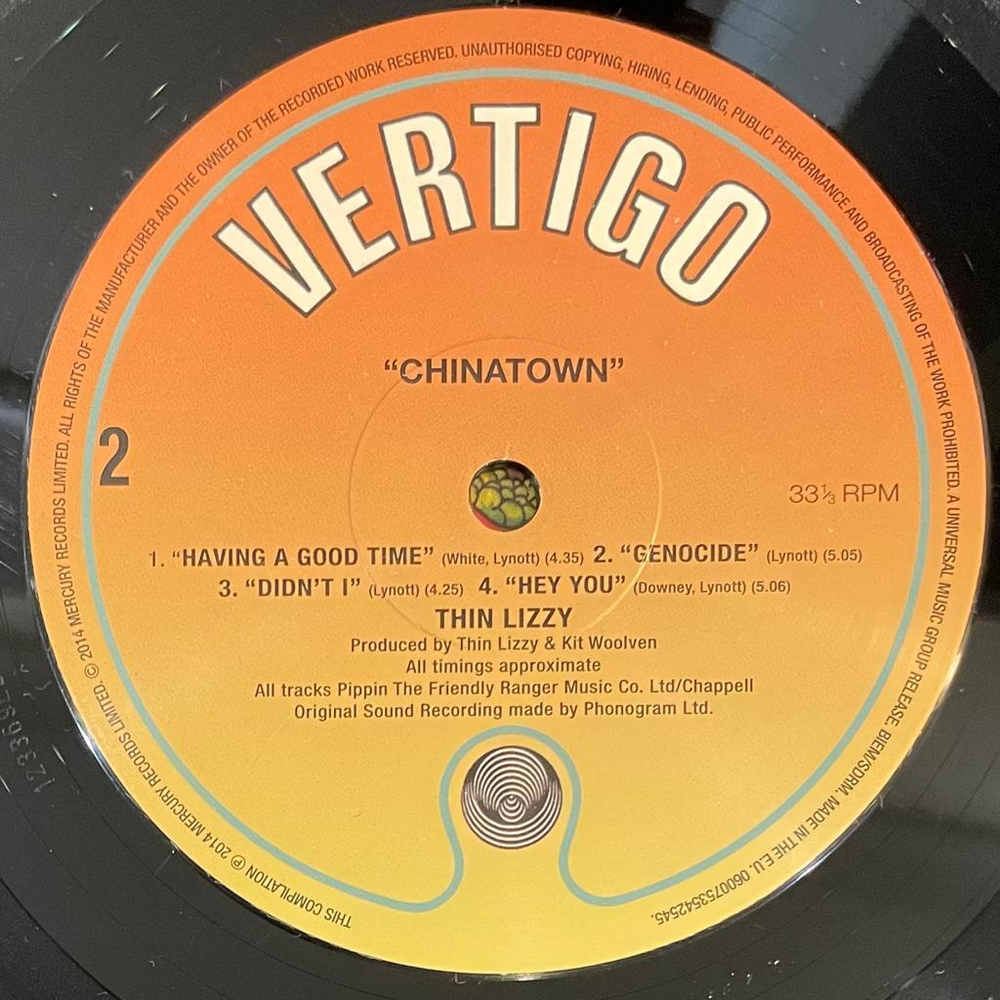 VERTIGO
"CHINATOWN"
2
33⅓ RPM
1. "HAVING A GOOD TIME" (White, Lynott) (4.35) 2. "GENOCIDE" (Lynott) (5.05)
3. "DIDN'T I" (Lynott) (4.25) 4. "HEY YOU" (Downey, Lynott) (5.06)
THIN LIZZY
Produced by Thin Lizzy & Kit Woolven
All timings approximate
All tracks Pippin The Friendly Ranger Music Co. Ltd/Chappell
Original Sound Recording made by Phonogram Ltd.
THIS COMPILATION ℗ 2014 MERCURY RECORDS LIMITED. © 2014 MERCURY RECORDS LIMITED. ALL RIGHTS OF THE MANUFACTURER AND THE OWNER OF THE RECORDED WORK RESERVED. UNAUTHORISED COPYING, HIRING, LENDING, PUBLIC PERFORMANCE AND BROADCASTING OF THE WORK PROHIBITED. A UNIVERSAL MUSIC GROUP RELEASE. BIEM/SDRM. MADE IN THE E.U. 0600753542545.